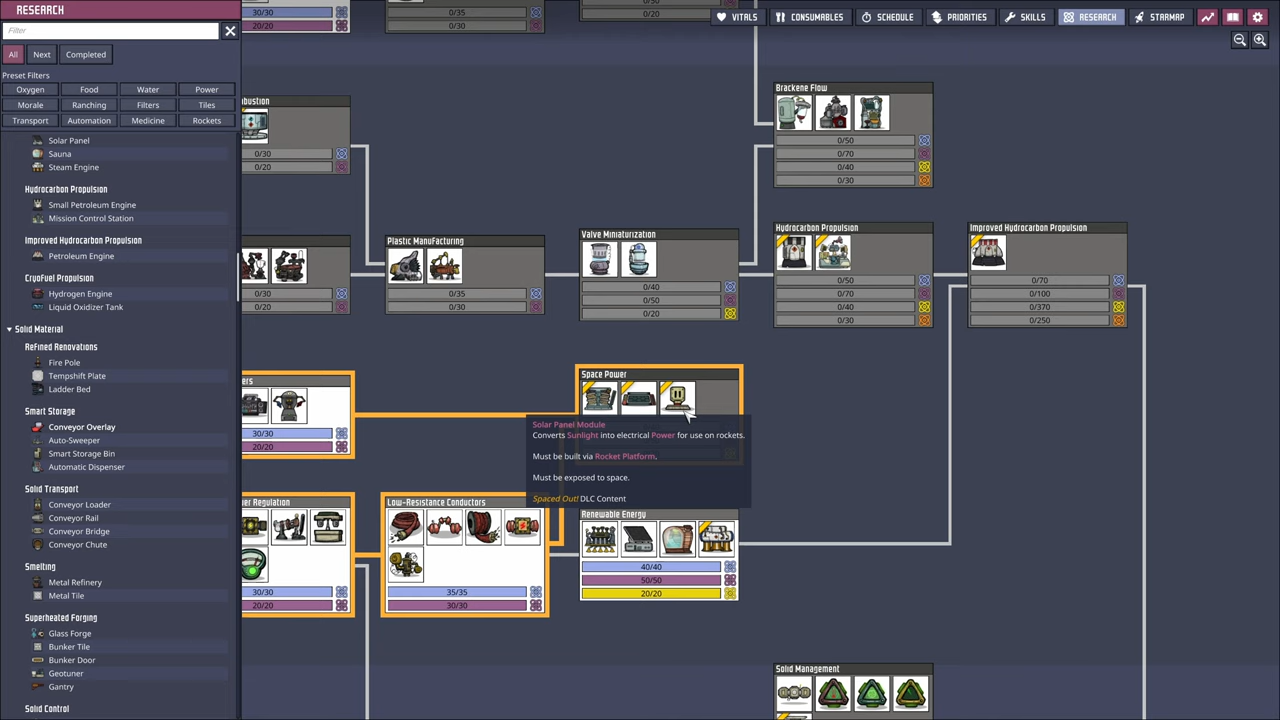 RESEARCH
Filter
All
Next
Completed
Preset Filters
Oxygen
Food
Water
Power
Morale
Ranching
Filters
Tiles
Transport
Automation
Medicine
Rockets
Solar Panel
Sauna
Steam Engine
Hydrocarbon Propulsion
Small Petroleum Engine
Mission Control Station
Improved Hydrocarbon Propulsion
Petroleum Engine
CryoFuel Propulsion
Hydrogen Engine
Liquid Oxidizer Tank
Solid Material
Refined Renovations
Fire Pole
Tempshift Plate
Ladder Bed
Smart Storage
Conveyor Overlay
Auto-Sweeper
Smart Storage Bin
Automatic Dispenser
Solid Transport
Conveyor Loader
Conveyor Rail
Conveyor Bridge
Conveyor Chute
Smelting
Metal Refinery
Metal Tile
Superheated Forging
Glass Forge
Bunker Tile
Bunker Door
Geotuner
Gantry
Solid Control
VITALS
CONSUMABLES
SCHEDULE
PRIORITIES
SKILLS
RESEARCH
STARMAP
30/30
20/20
0/35
0/30
0/20
bustion
0/30
0/20
Brackene Flow
0/50
0/70
0/40
0/30
0/30
0/20
Plastic Manufacturing
0/35
0/30
Valve Miniaturization
0/40
0/50
0/20
Hydrocarbon Propulsion
0/50
0/70
0/40
0/30
Improved Hydrocarbon Propulsion
0/70
0/100
0/370
0/250
ers
30/30
20/20
Space Power
Solar Panel Module
Converts Sunlight into electrical Power for use on rockets.
Must be built via Rocket Platform.
Must be exposed to space.
Spaced Out! DLC Content
er Regulation
30/30
20/20
Low-Resistance Conductors
35/35
30/30
Renewable Energy
40/40
50/50
20/20
Solid Management